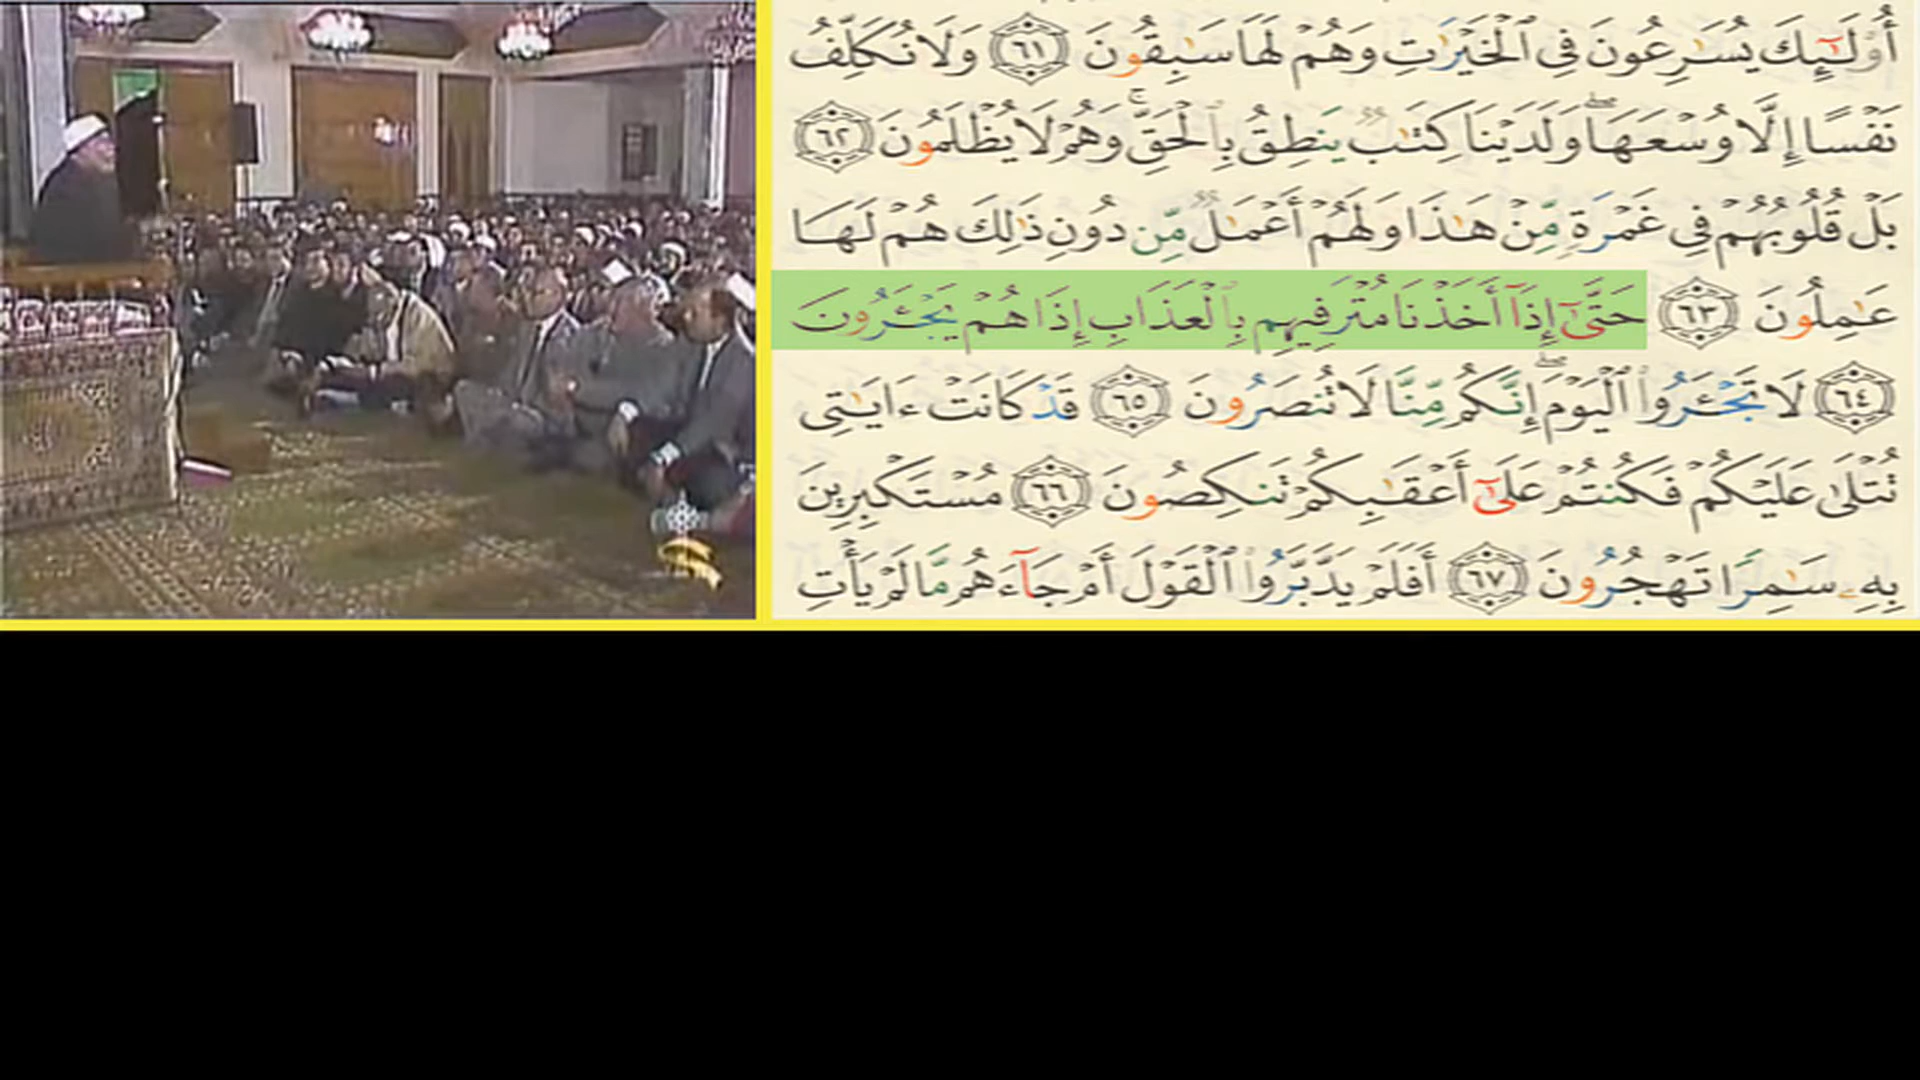 أُوْلَٰٓئِكَ يُسَٰرِعُونَ فِي ٱلْخَيْرَٰتِ وَهُمْ لَهَا سَٰبِقُونَ ٦١ وَلَا نُكَلِّفُ
نَفْسًا إِلَّا وُسْعَهَاۖ وَلَدَيْنَا كِتَٰبٌ يَنطِقُ بِٱلْحَقِّۚ وَهُمْ لَا يُظْلَمُونَ ٦٢
بَلْ قُلُوبُهُمْ فِي غَمْرَةٍ مِّنْ هَٰذَا وَلَهُمْ أَعْمَٰلٌ مِّن دُونِ ذَٰلِكَ هُمْ لَهَا
عَٰمِلُونَ ٦٣ حَتَّىٰٓ إِذَآ أَخَذْنَا مُتْرَفِيهِم بِٱلْعَذَابِ إِذَا هُمْ يَجْـَٔرُونَ
٦٤ لَا تَجْـَٔرُوا۟ ٱلْيَوْمَۖ إِنَّكُم مِّنَّا لَا تُنصَرُونَ ٦٥ قَدْ كَانَتْ ءَايَٰتِى
تُتْلَىٰ عَلَيْكُمْ فَكُنتُمْ عَلَىٰٓ أَعْقَٰبِكُمْ تَنكِصُونَ ٦٦ مُسْتَكْبِرِينَ
بِهِۦ سَٰمِرًا تَهْجُرُونَ ٦٧ أَفَلَمْ يَدَّبَّرُوا۟ ٱلْقَوْلَ أَمْ جَآءَهُم مَّا لَمْ يَأْتِ